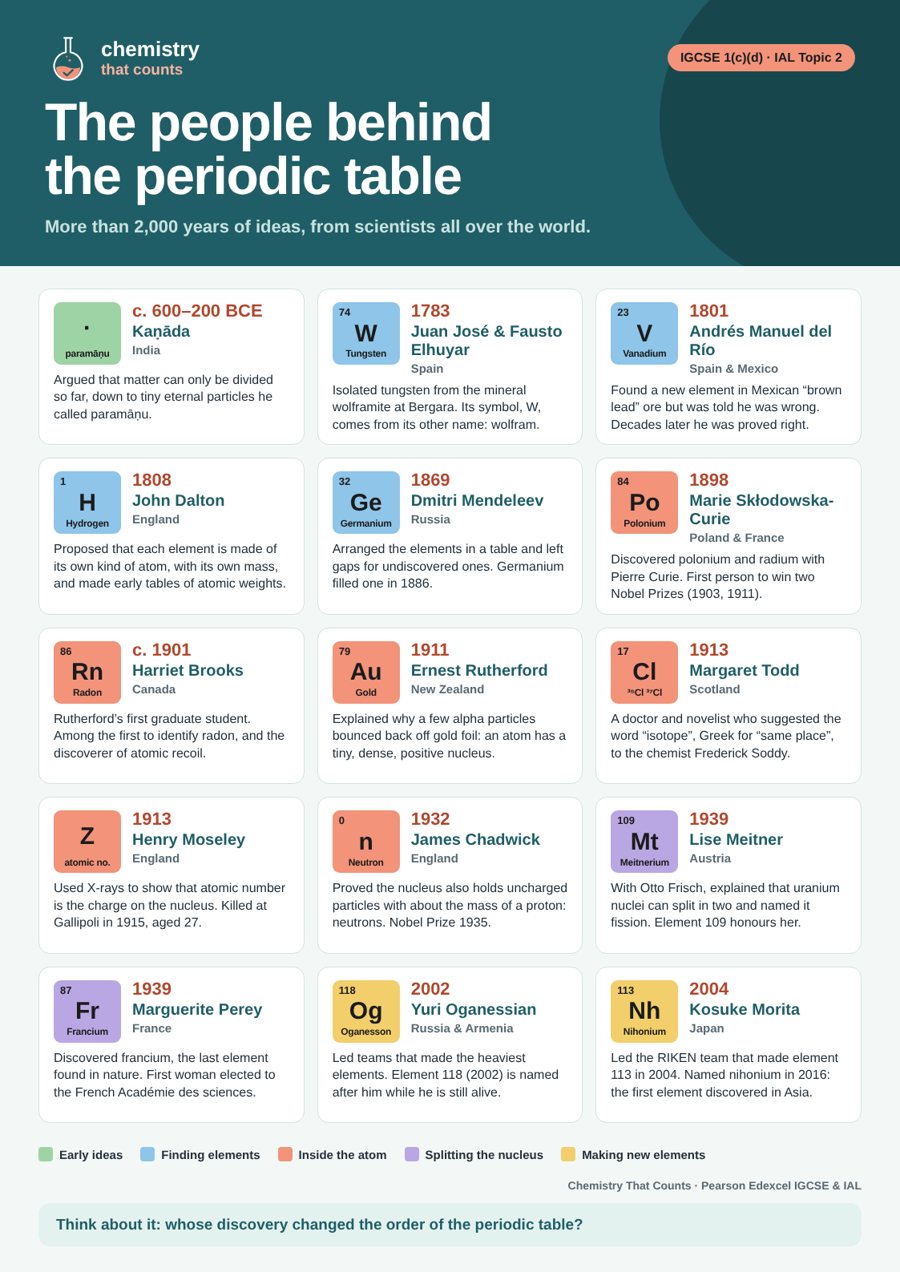 chemistry
that counts
IGCSE 1(c)(d) · IAL Topic 2
The people behind
the periodic table
More than 2,000 years of ideas, from scientists all over the world.
·
paramāṇu
c. 600–200 BCE
Kaṇāda
India
Argued that matter can only be divided
so far, down to tiny eternal particles he
called paramāṇu.
74
W
Tungsten
1783
Juan José & Fausto
Elhuyar
Spain
Isolated tungsten from the mineral
wolframite at Bergara. Its symbol, W,
comes from its other name: wolfram.
23
V
Vanadium
1801
Andrés Manuel del
Río
Spain & Mexico
Found a new element in Mexican “brown
lead” ore but was told he was wrong.
Decades later he was proved right.
1
H
Hydrogen
1808
John Dalton
England
Proposed that each element is made of
its own kind of atom, with its own mass,
and made early tables of atomic weights.
32
Ge
Germanium
1869
Dmitri Mendeleev
Russia
Arranged the elements in a table and left
gaps for undiscovered ones. Germanium
filled one in 1886.
84
Po
Polonium
1898
Marie Skłodowska-
Curie
Poland & France
Discovered polonium and radium with
Pierre Curie. First person to win two
Nobel Prizes (1903, 1911).
86
Rn
Radon
c. 1901
Harriet Brooks
Canada
Rutherford’s first graduate student.
Among the first to identify radon, and the
discoverer of atomic recoil.
79
Au
Gold
1911
Ernest Rutherford
New Zealand
Explained why a few alpha particles
bounced back off gold foil: an atom has a
tiny, dense, positive nucleus.
17
Cl
³⁵Cl ³⁷Cl
1913
Margaret Todd
Scotland
A doctor and novelist who suggested the
word “isotope”, Greek for “same place”,
to the chemist Frederick Soddy.
Z
atomic no.
1913
Henry Moseley
England
Used X-rays to show that atomic number
is the charge on the nucleus. Killed at
Gallipoli in 1915, aged 27.
0
n
Neutron
1932
James Chadwick
England
Proved the nucleus also holds uncharged
particles with about the mass of a proton:
neutrons. Nobel Prize 1935.
109
Mt
Meitnerium
1939
Lise Meitner
Austria
With Otto Frisch, explained that uranium
nuclei can split in two and named it
fission. Element 109 honours her.
87
Fr
Francium
1939
Marguerite Perey
France
Discovered francium, the last element
found in nature. First woman elected to
the French Académie des sciences.
118
Og
Oganesson
2002
Yuri Oganessian
Russia & Armenia
Led teams that made the heaviest
elements. Element 118 (2002) is named
after him while he is still alive.
113
Nh
Nihonium
2004
Kosuke Morita
Japan
Led the RIKEN team that made element
113 in 2004. Named nihonium in 2016:
the first element discovered in Asia.
Early ideas
Finding elements
Inside the atom
Splitting the nucleus
Making new elements
Chemistry That Counts · Pearson Edexcel IGCSE & IAL
Think about it: whose discovery changed the order of the periodic table?